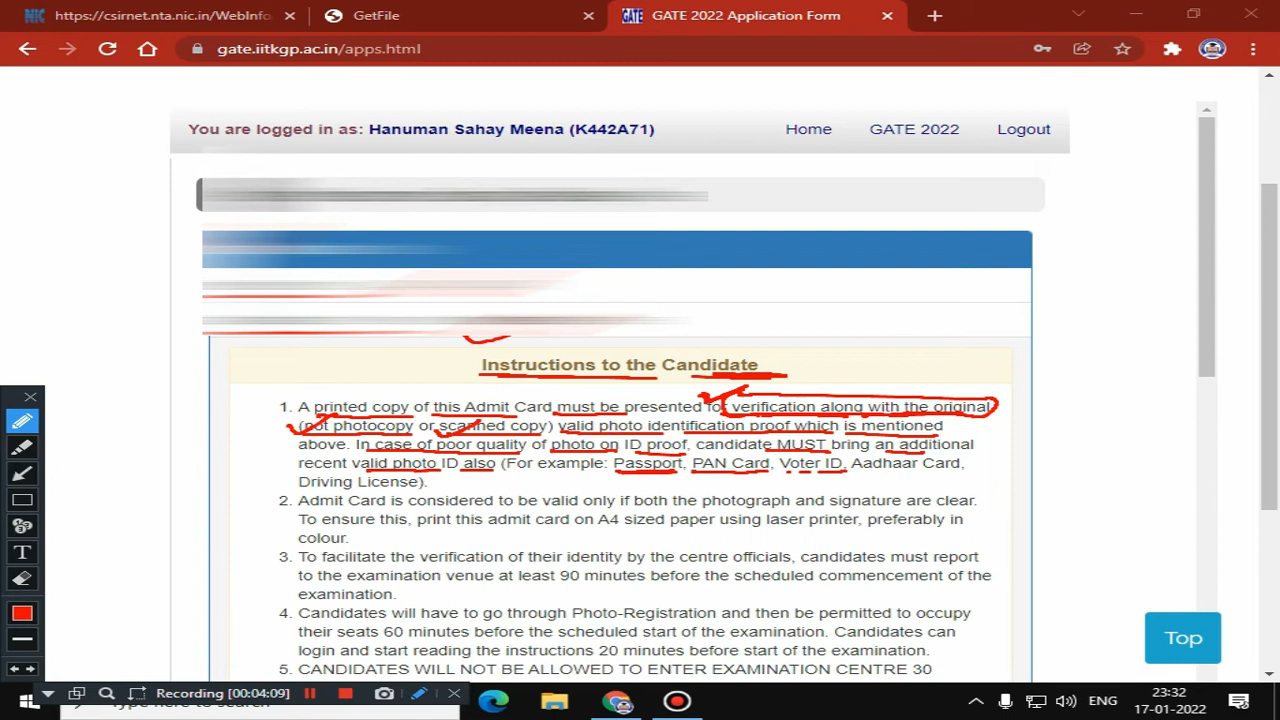 https://csirnet.nta.nic.in/WebInfo
GetFile
GATE 2022 Application Form
gate.iitkgp.ac.in/apps.html
You are logged in as: Hanuman Sahay Meena (K442A71)
Home
GATE 2022
Logout
Instructions to the Candidate
1. A printed copy of this Admit Card must be presented for verification along with the original
(not photocopy or scanned copy) valid photo identification proof which is mentioned
above. In case of poor quality of photo on ID proof, candidate MUST bring an additional
recent valid photo ID also (For example: Passport, PAN Card, Voter ID, Aadhaar Card,
Driving License).
2. Admit Card is considered to be valid only if both the photograph and signature are clear.
To ensure this, print this admit card on A4 sized paper using laser printer, preferably in
colour.
3. To facilitate the verification of their identity by the centre officials, candidates must report
to the examination venue at least 90 minutes before the scheduled commencement of the
examination.
4. Candidates will have to go through Photo-Registration and then be permitted to occupy
their seats 60 minutes before the scheduled start of the examination. Candidates can
login and start reading the instructions 20 minutes before start of the examination.
5. CANDIDATES WILL NOT BE ALLOWED TO ENTER EXAMINATION CENTRE 30
Top
T
Recording [00:04:09]
Type here to search
ENG
23:32
17-01-2022